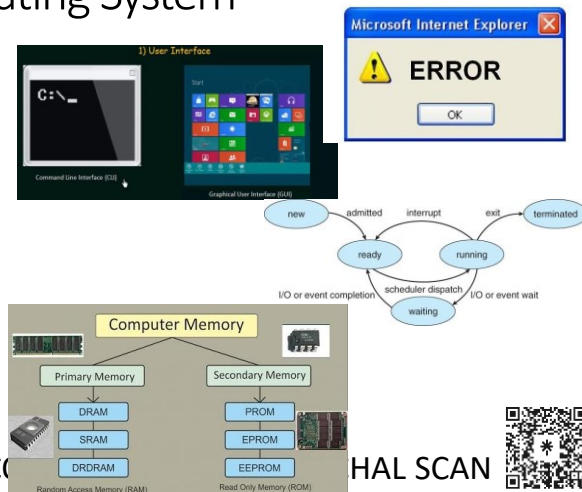 uting System
1) User Interface
C:\_
Command Line Interface (CLI)
Start
Graphical User Interface (GUI)
Microsoft Internet Explorer
ERROR
OK
new
admitted
interrupt
exit
terminated
ready
running
scheduler dispatch
I/O or event completion
I/O or event wait
waiting
Computer Memory
Primary Memory
Secondary Memory
DRAM
PROM
SRAM
EPROM
DRDRAM
EEPROM
Random Access Memory (RAM)
Read Only Memory (ROM)
HAL SCAN